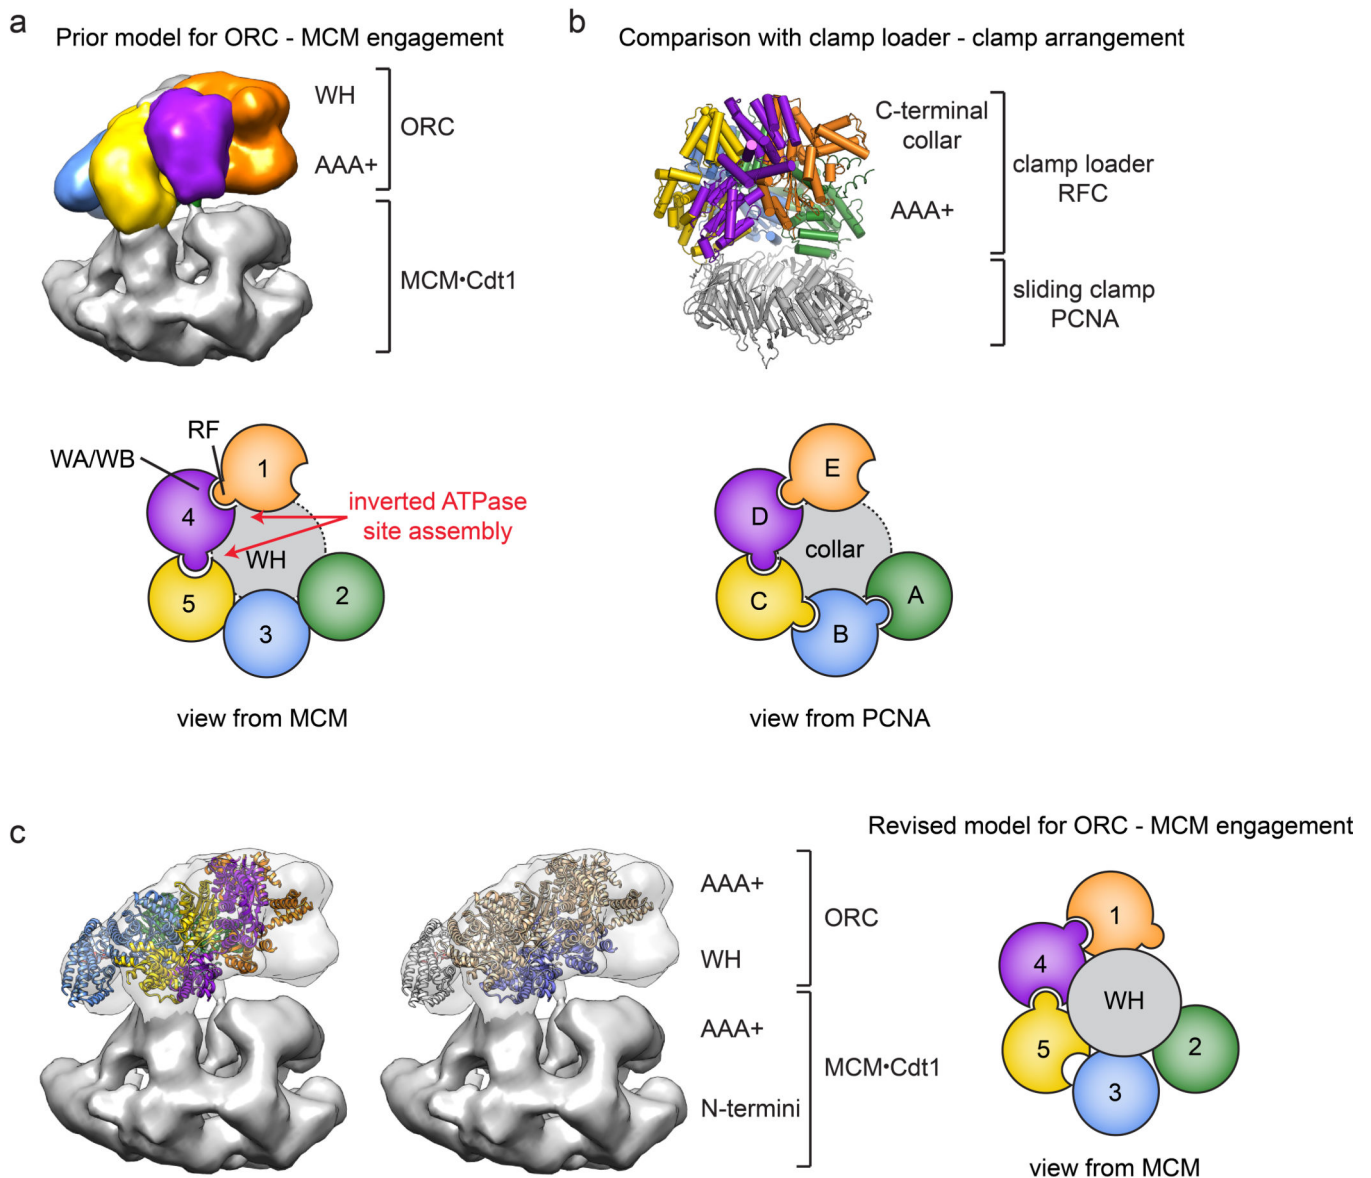 a
Prior model for ORC - MCM engagement
WH
AAA+
ORC
MCM•Cdt1
RF
WA/WB
1
4
5
3
2
WH
inverted ATPase
site assembly
view from MCM
b
Comparison with clamp loader - clamp arrangement
C-terminal
collar
AAA+
clamp loader
RFC
sliding clamp
PCNA
E
D
C
B
A
collar
view from PCNA
c
AAA+
WH
ORC
AAA+
N-termini
MCM•Cdt1
Revised model for ORC - MCM engagement
1
4
5
3
2
WH
view from MCM